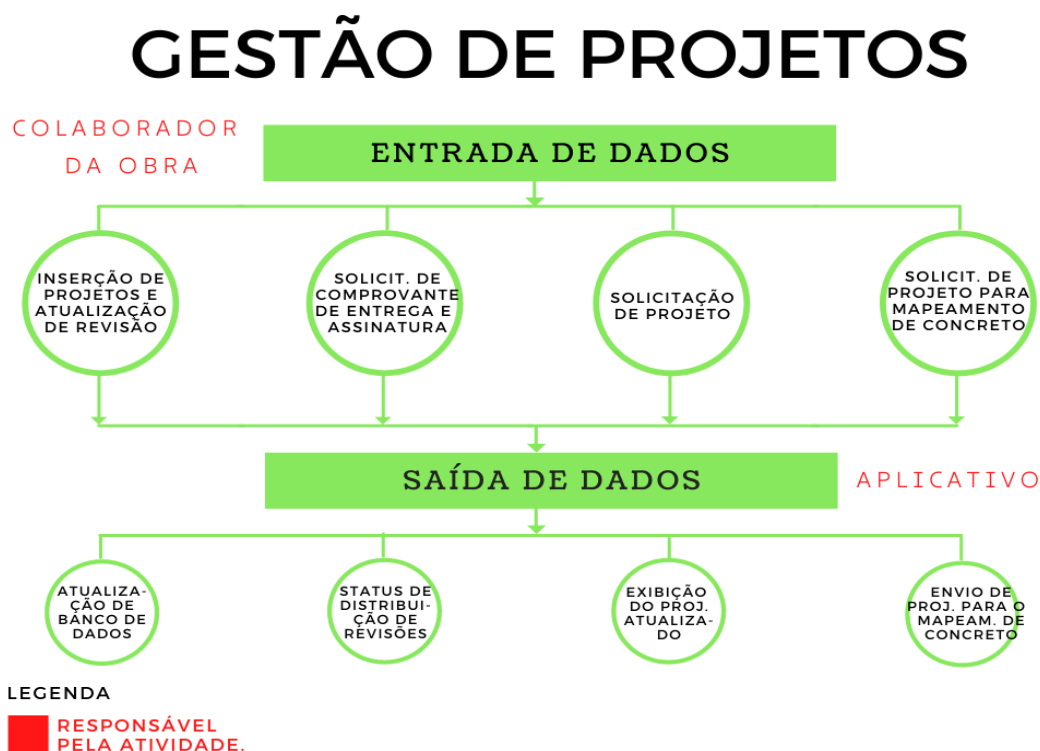 GESTÃO DE PROJETOS
COLABORADOR
DA OBRA
ENTRADA DE DADOS
INSERÇÃO DE
PROJETOS E
ATUALIZAÇÃO
DE REVISÃO
SOLICIT. DE
COMPROVANTE
DE ENTREGA E
ASSINATURA
SOLICITAÇÃO
DE PROJETO
SOLICIT. DE
PROJETO PARA
MAPEAMENTO
DE CONCRETO
SAÍDA DE DADOS
APLICATIVO
ATUALIZA-
ÇÃO DE
BANCO DE
DADOS
STATUS DE
DISTRIBUI-
ÇÃO DE
REVISÕES
EXIBIÇÃO
DO PROJ.
ATUALIZA-
DO
ENVIO DE
PROJ. PARA O
MAPEAM. DE
CONCRETO
LEGENDA
RESPONSÁVEL
PELA ATIVIDADE.